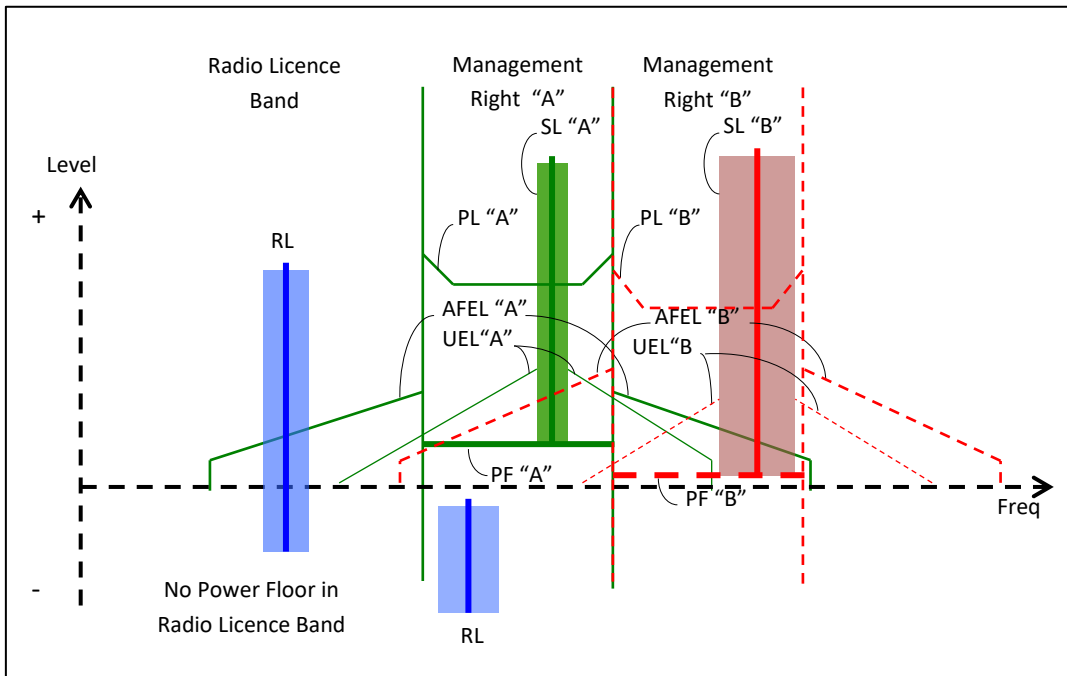 Radio Licence
Band
Management
Right "A"
Management
Right “B”
SL “A”
SL “B”
Level
+
PL “A”
PL “B”
RL
AFEL “A”
AFEL “B”
UEL“A”
UEL“B
PF “A”
PF “B”
Freq
-
No Power Floor in
Radio Licence Band
RL